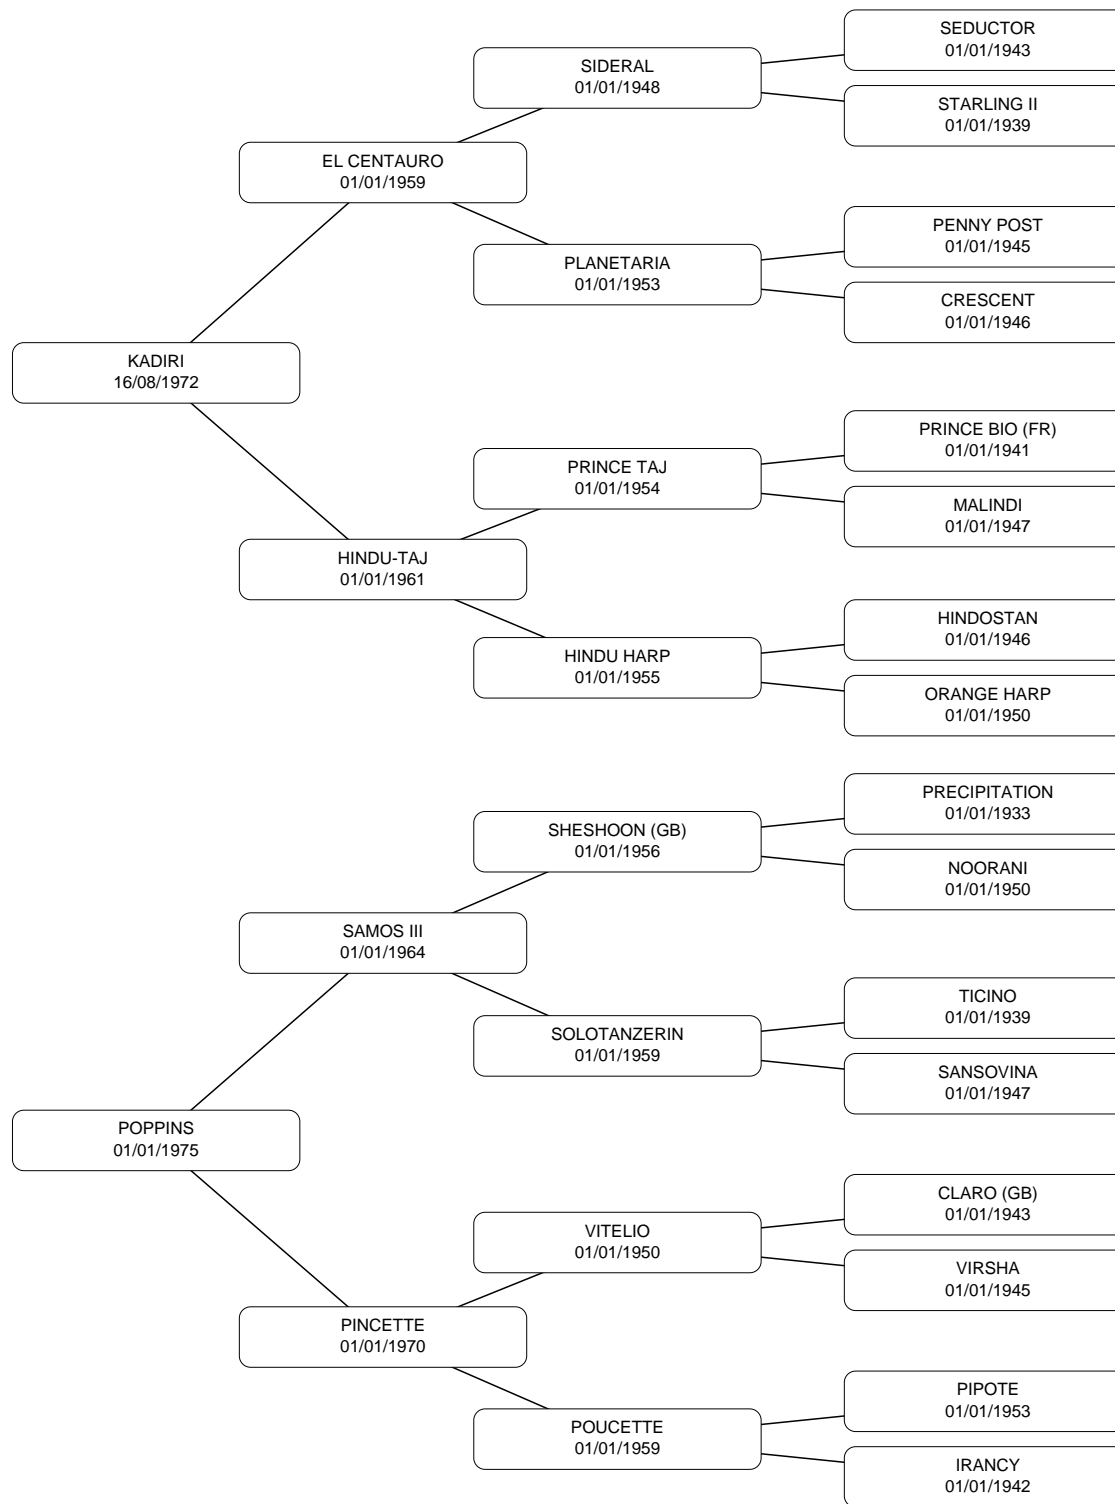 SEDUCTOR
01/01/1943
SIDERAL
01/01/1948
STARLING II
01/01/1939
EL CENTAURO
01/01/1959
PENNY POST
01/01/1945
PLANETARIA
01/01/1953
CRESCENT
01/01/1946
KADIRI
16/08/1972
PRINCE BIO (FR)
01/01/1941
PRINCE TAJ
01/01/1954
MALINDI
01/01/1947
HINDU-TAJ
01/01/1961
HINDOSTAN
01/01/1946
HINDU HARP
01/01/1955
ORANGE HARP
01/01/1950
PRECIPITATION
01/01/1933
SHESHOON (GB)
01/01/1956
NOORANI
01/01/1950
SAMOS III
01/01/1964
TICINO
01/01/1939
SOLOTANZERIN
01/01/1959
SANSOVINA
01/01/1947
POPPINS
01/01/1975
CLARO (GB)
01/01/1943
VITELIO
01/01/1950
VIRSHA
01/01/1945
PINCETTE
01/01/1970
PIPOTE
01/01/1953
POUCETTE
01/01/1959
IRANCY
01/01/1942